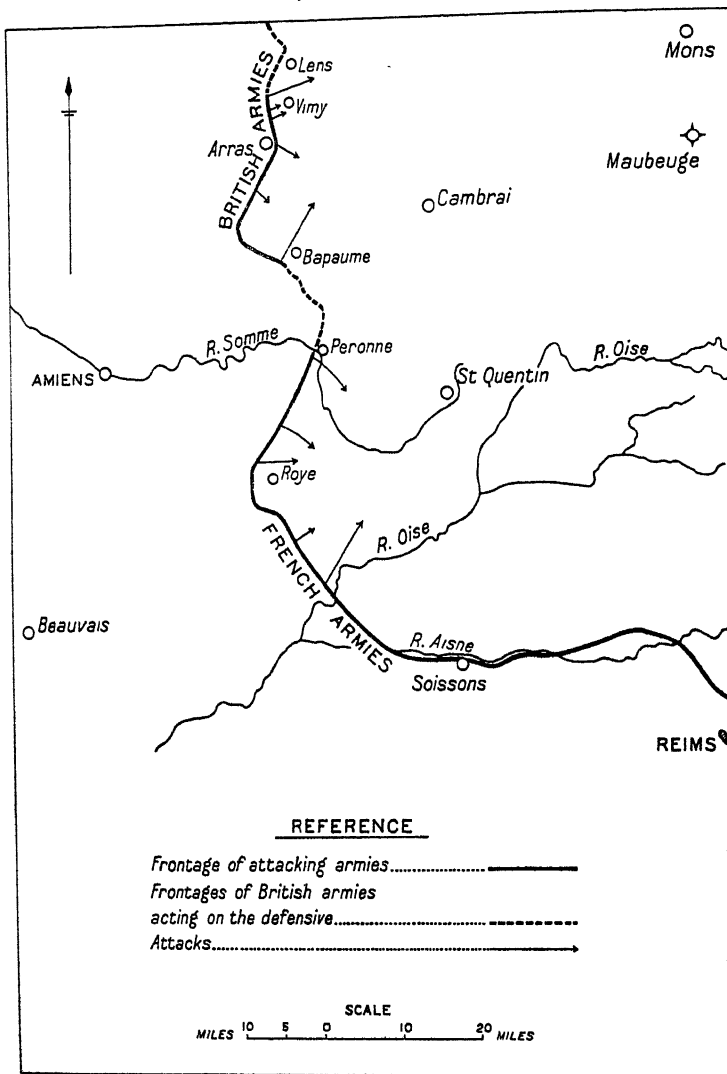 Mons
Lens
Vimy
BRITISH ARMIES
Arras
Maubeuge
Cambrai
Bapaume
R. Somme
Peronne
R. Oise
AMIENS
St Quentin
Roye
R. Oise
FRENCH ARMIES
Beauvais
R. Aisne
Soissons
REIMS
REFERENCE
Frontage of attacking armies
Frontages of British armies
acting on the defensive
Attacks
SCALE
MILES 10 5 0 10 20 MILES